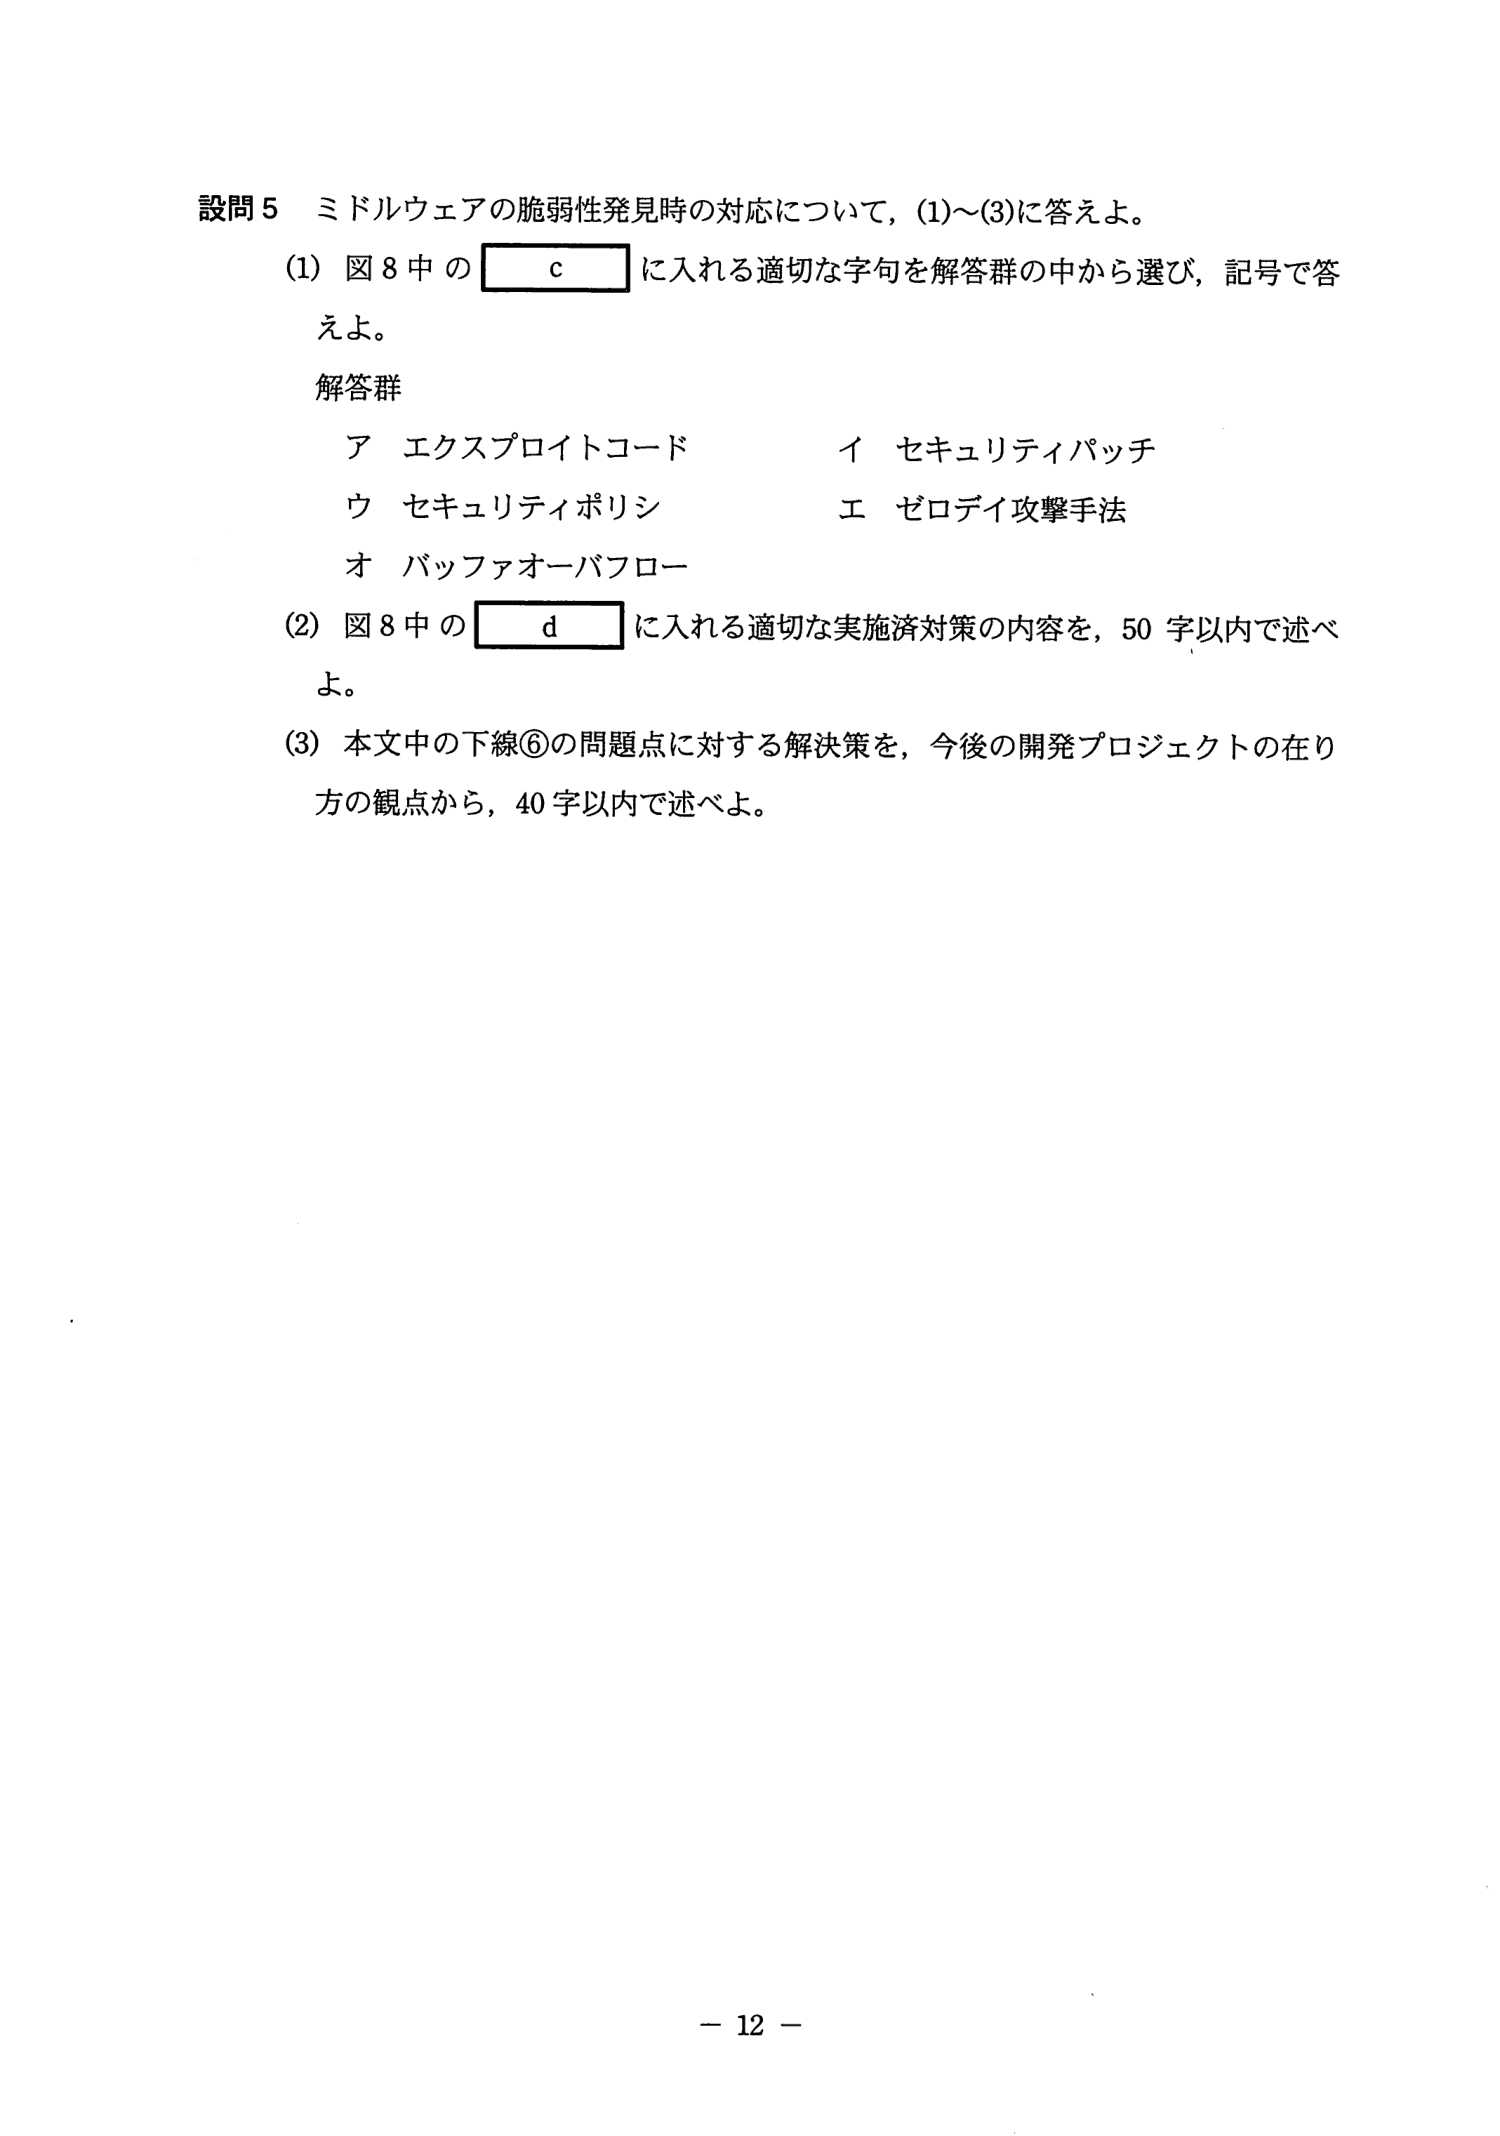 設問5 ミドルウェアの脆弱性発見時の対応について，(1)～(3)に答えよ。
(1) 図8中の c に入れる適切な字句を解答群の中から選び，記号で答
えよ。
解答群
ア エクスプロイトコード イ セキュリティパッチ
ウ セキュリティポリシ エ ゼロデイ攻撃手法
オ バッファオーバフロー
(2) 図8中の d に入れる適切な実施済対策の内容を，50 字以内で述べ
よ。
(3) 本文中の下線⑥の問題点に対する解決策を，今後の開発プロジェクトの在り
方の観点から，40 字以内で述べよ。
－ 12 －